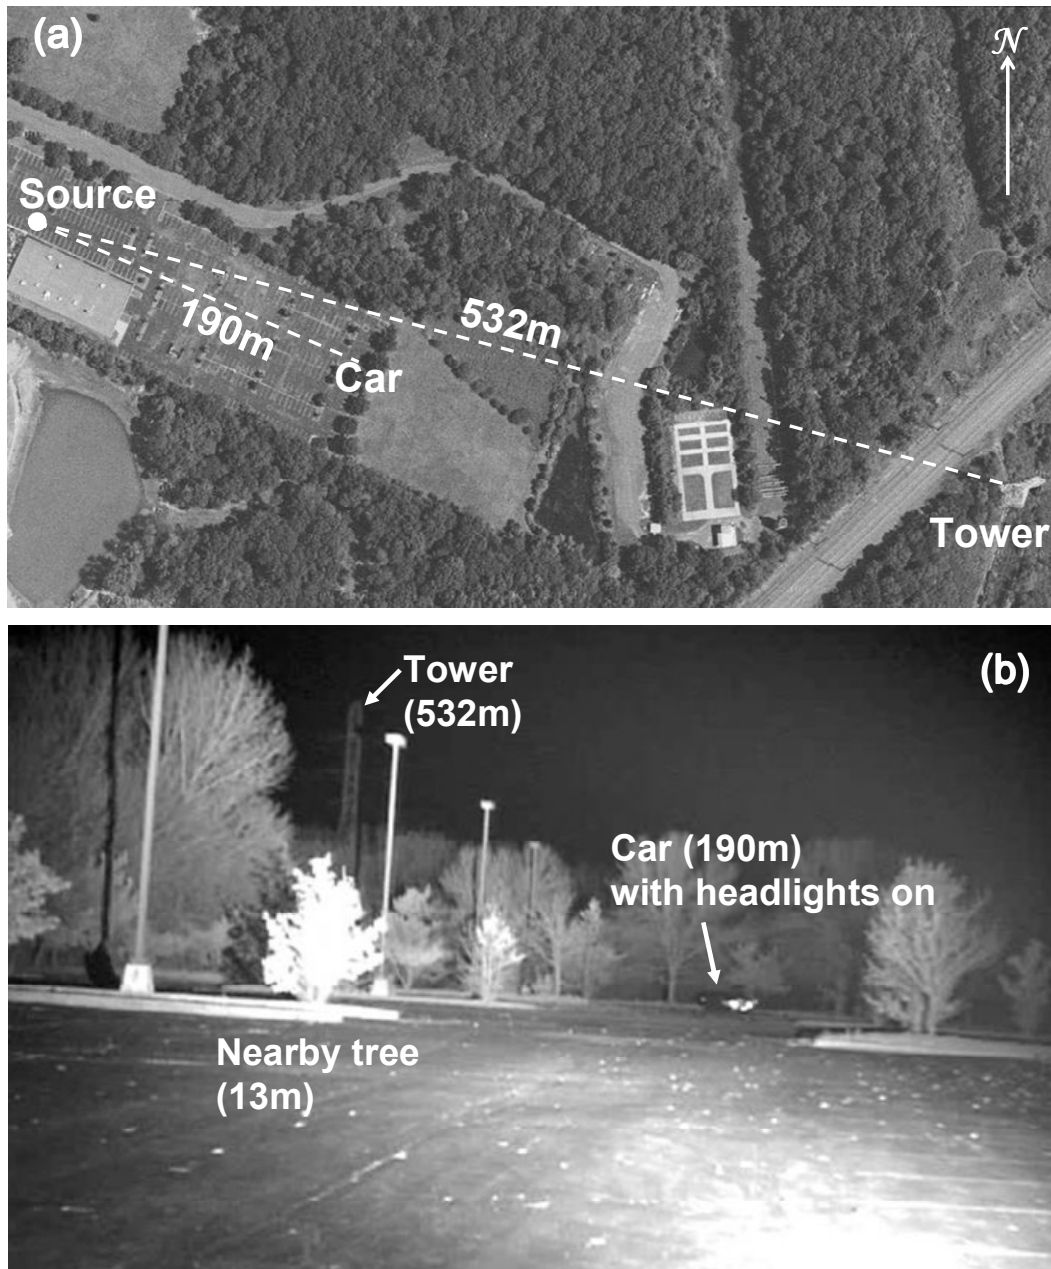 (a)
N
Source
190m
532m
Car
Tower
(b)
Tower
(532m)
Car (190m)
with headlights on
Nearby tree
(13m)